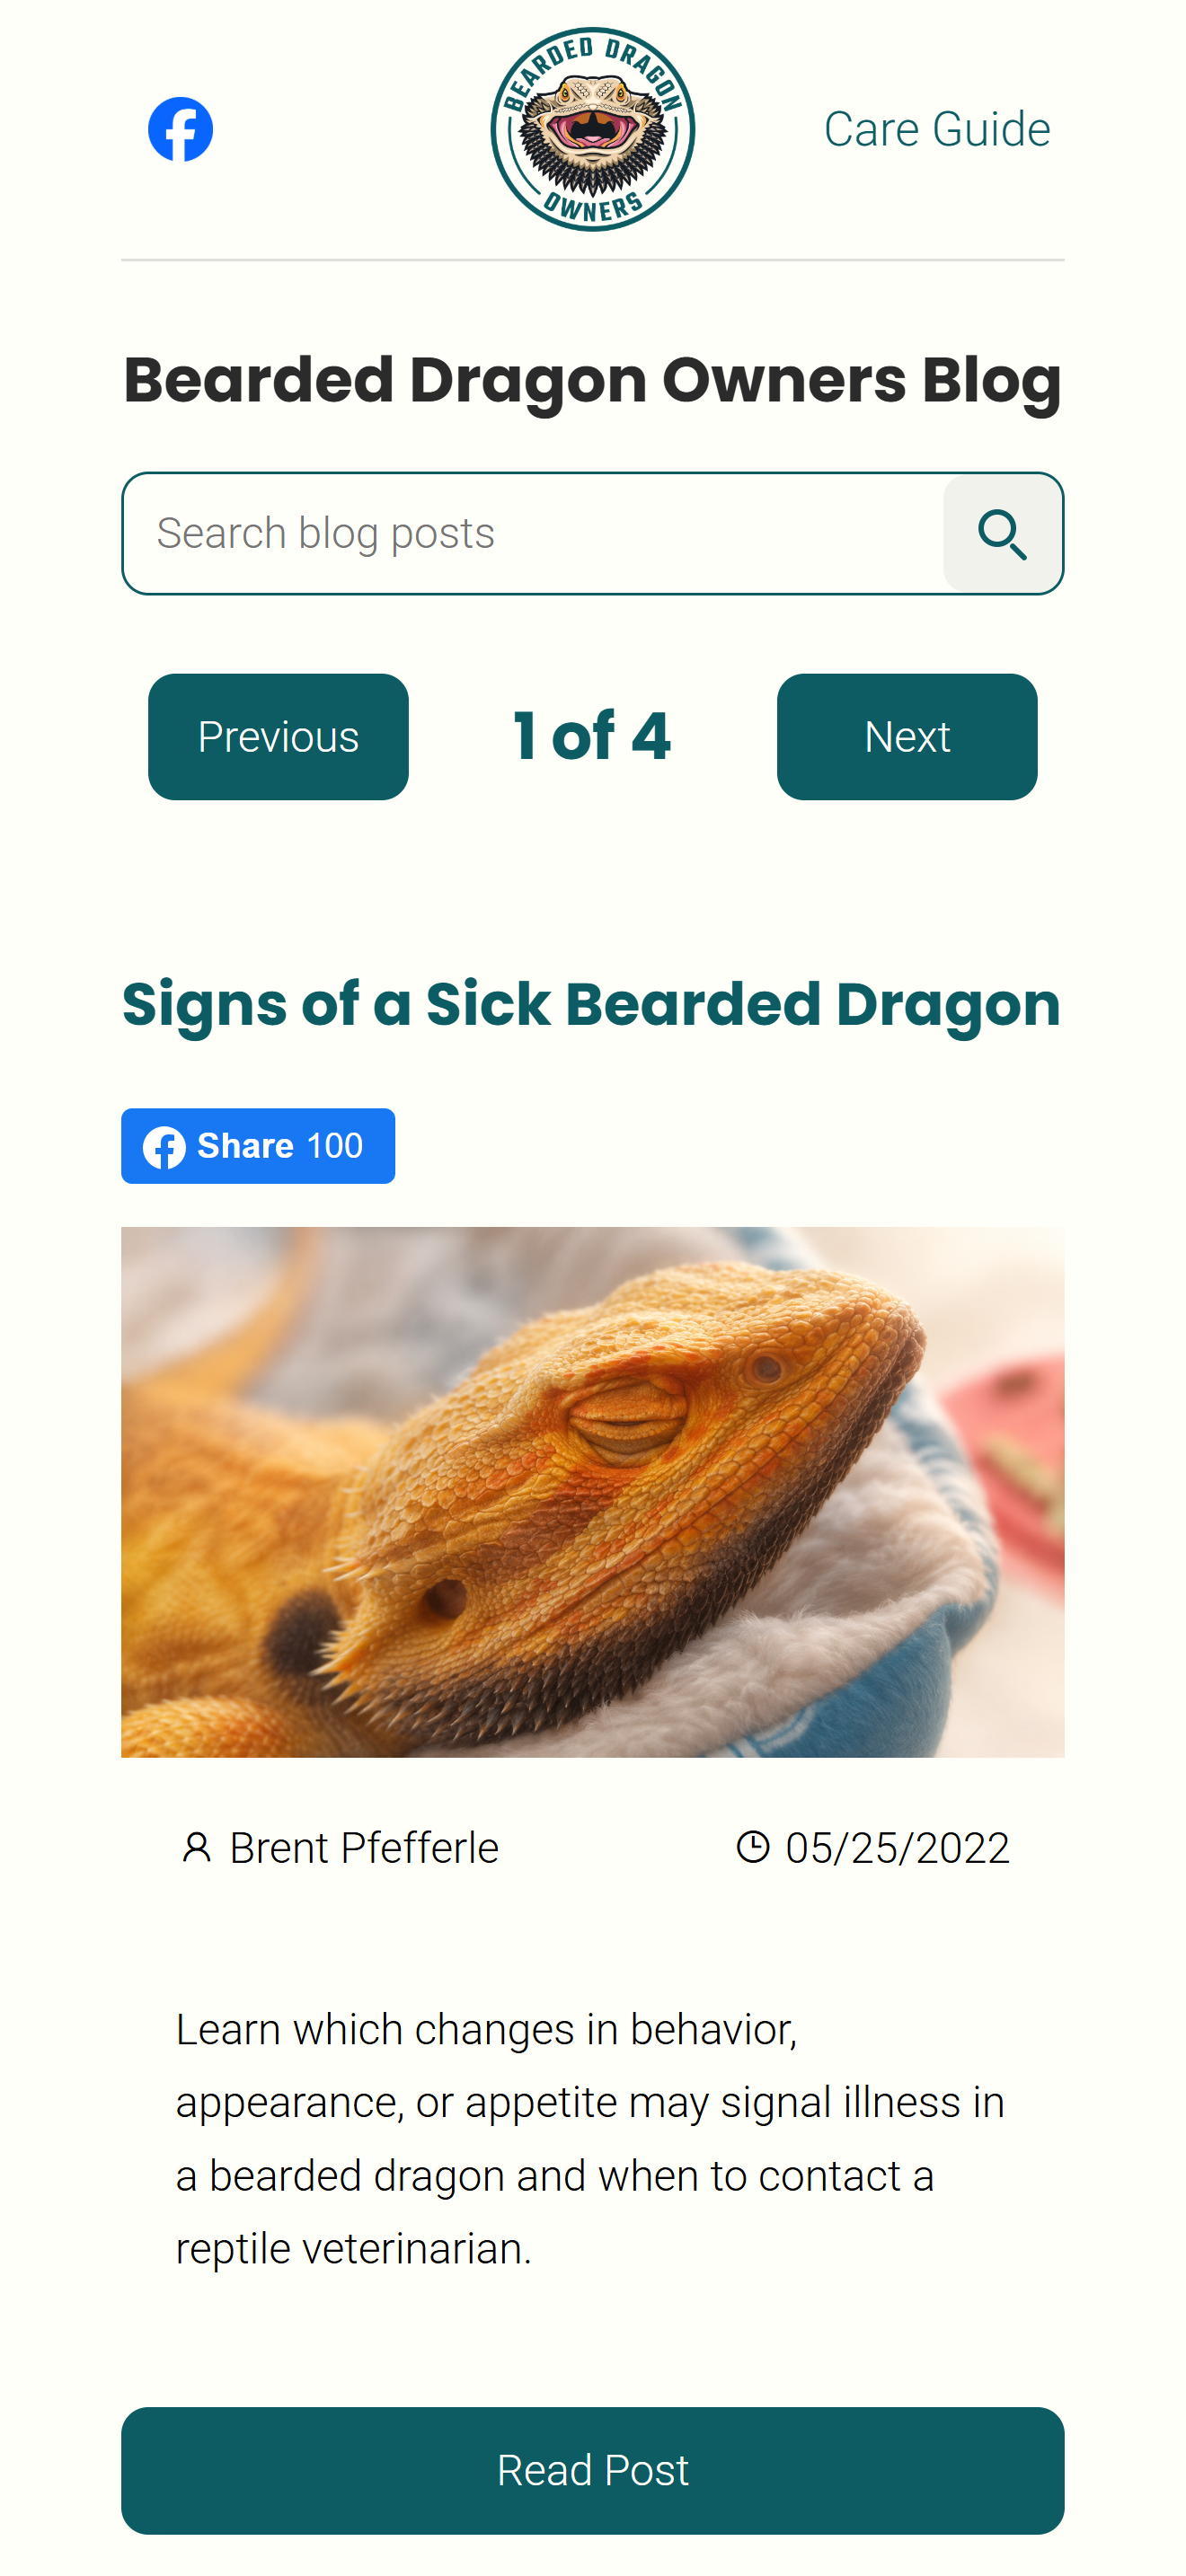 BEARDED DRAGON
OWNERS
Care Guide
Bearded Dragon Owners Blog
Search blog posts
Previous
1 of 4
Next
Signs of a Sick Bearded Dragon
Share 100
Brent Pfefferle
05/25/2022
Learn which changes in behavior,
appearance, or appetite may signal illness in
a bearded dragon and when to contact a
reptile veterinarian.
Read Post